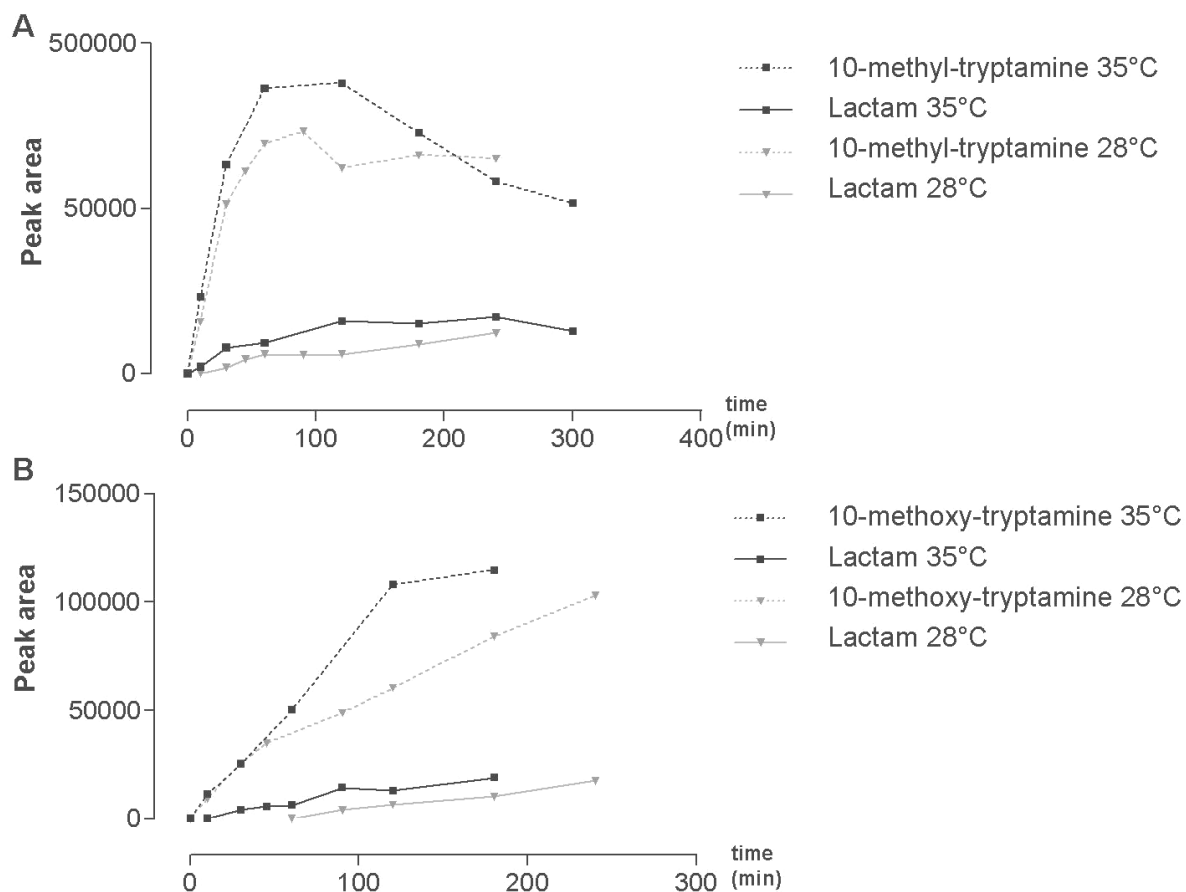 A
500000
50000
0
Peak area
0
100
200
300
400
time
(min)
10-methyl-tryptamine 35°C
Lactam 35°C
10-methyl-tryptamine 28°C
Lactam 28°C
B
150000
100000
50000
0
Peak area
0
100
200
300
time
(min)
10-methoxy-tryptamine 35°C
Lactam 35°C
10-methoxy-tryptamine 28°C
Lactam 28°C